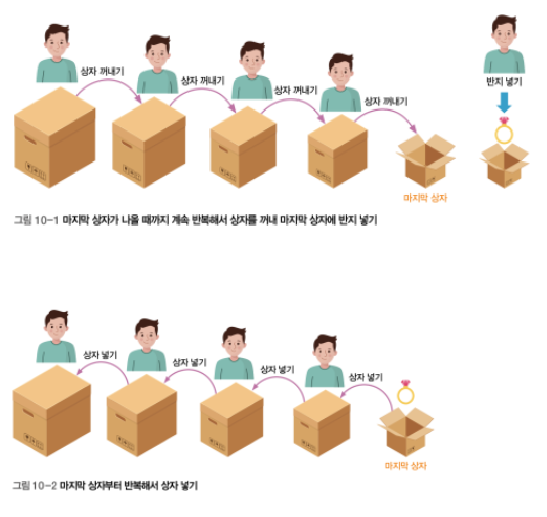 상자 꺼내기
상자 꺼내기
상자 꺼내기
상자 꺼내기
반지 넣기
마지막 상자
그림 10-1 마지막 상자가 나올 때까지 계속 반복해서 상자를 꺼내 마지막 상자에 반지 넣기
상자 넣기
상자 넣기
상자 넣기
상자 넣기
마지막 상자
그림 10-2 마지막 상자부터 반복해서 상자 넣기